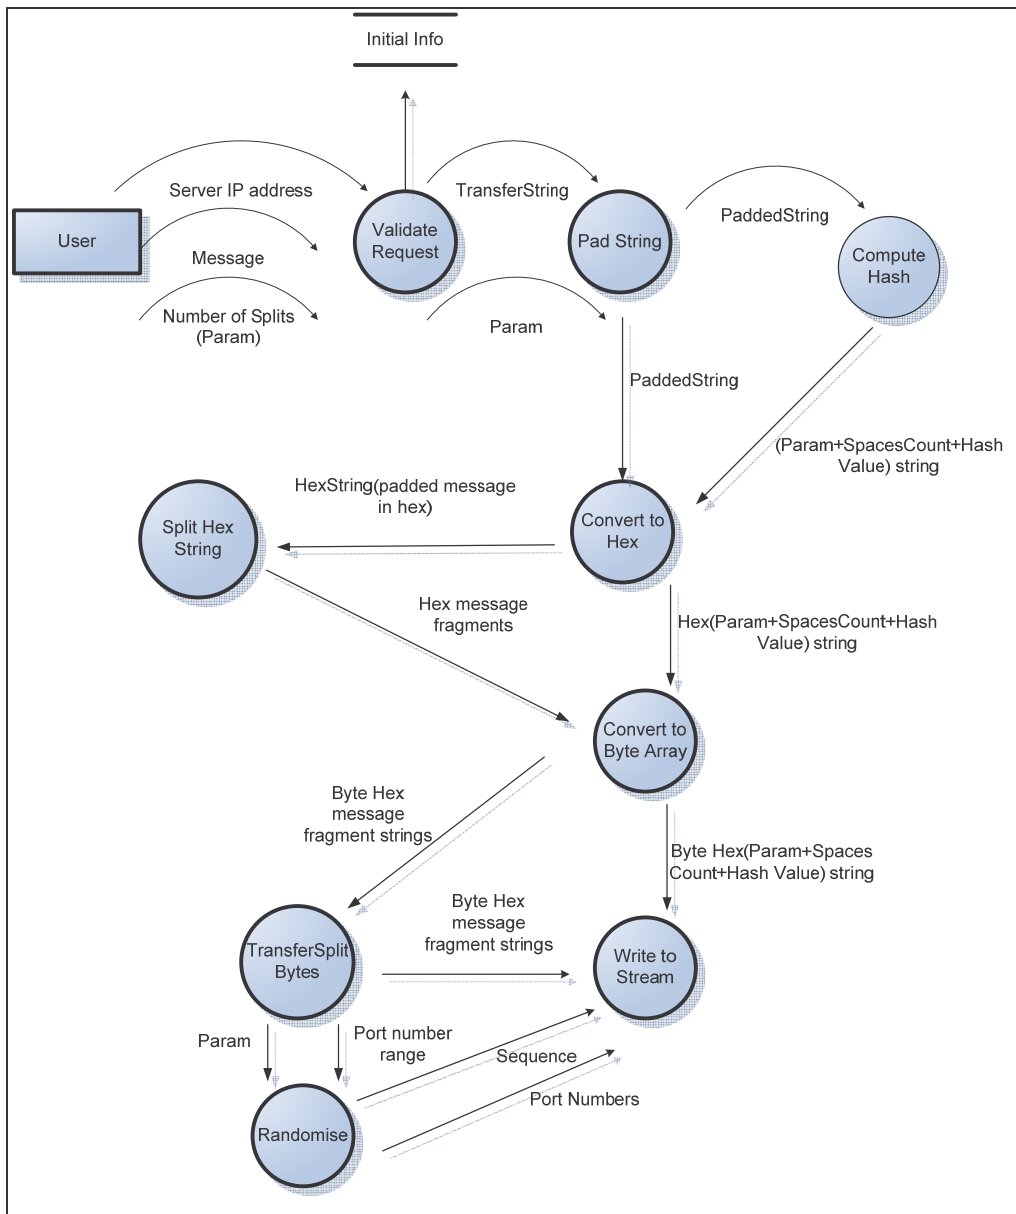 Initial Info
Server IP address
TransferString
PaddedString
User
Validate
Request
Pad String
Compute
Hash
Message
Number of Splits
(Param)
Param
PaddedString
(Param+SpacesCount+Hash
Value) string
HexString(padded message
in hex)
Split Hex
String
Convert to
Hex
Hex message
fragments
Hex(Param+SpacesCount+Hash
Value) string
Convert to
Byte Array
Byte Hex
message
fragment strings
Byte Hex(Param+Spaces
Count+Hash Value) string
Byte Hex
message
fragment strings
TransferSplit
Bytes
Write to
Stream
Param
Port number
range
Sequence
Port Numbers
Randomise